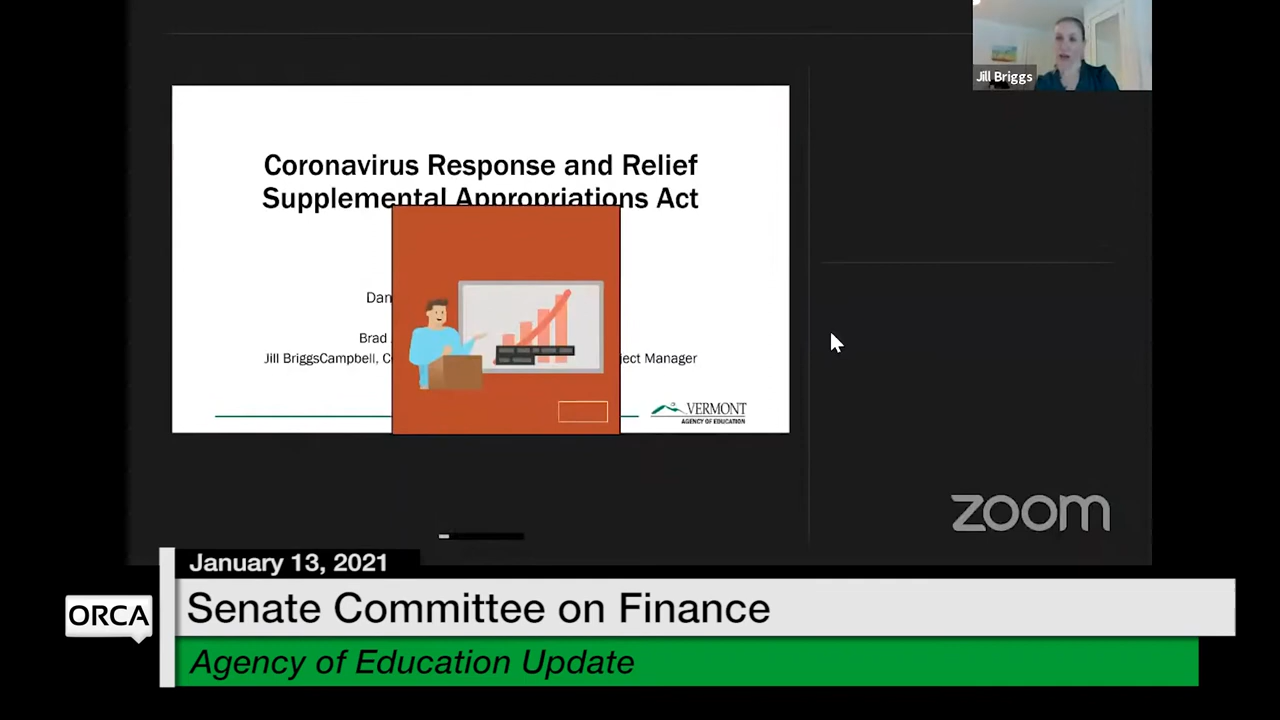 Jill Briggs
Coronavirus Response and Relief
Supplemental Appropriations Act
Dan
Brad
Jill BriggsCampbell, C
ject Manager
VERMONT
AGENCY OF EDUCATION
zoom
January 13, 2021
ORCA
Senate Committee on Finance
Agency of Education Update